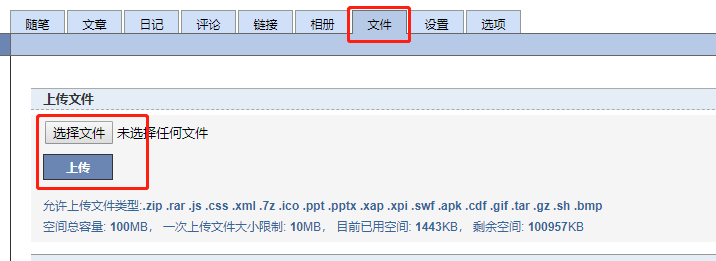 随笔 文章 日记 评论 链接 相册 文件 设置 选项
上传文件
选择文件 未选择任何文件
上传
允许上传文件类型:.zip .rar .js .css .xml .7z .ico .ppt .pptx .xap .xpi .swf .apk .cdf .gif .tar .gz .sh .bmp
空间总容量: 100MB， 一次上传文件大小限制: 10MB， 目前已用空间: 1443KB， 剩余空间: 100957KB